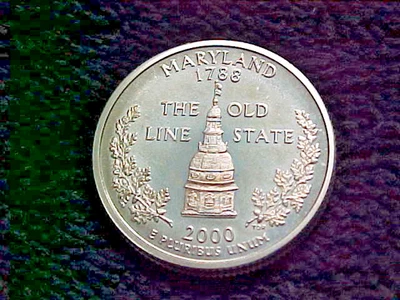 MARYLAND
1788
THE OLD
LINE STATE
2000
E PLURIBUS UNUM